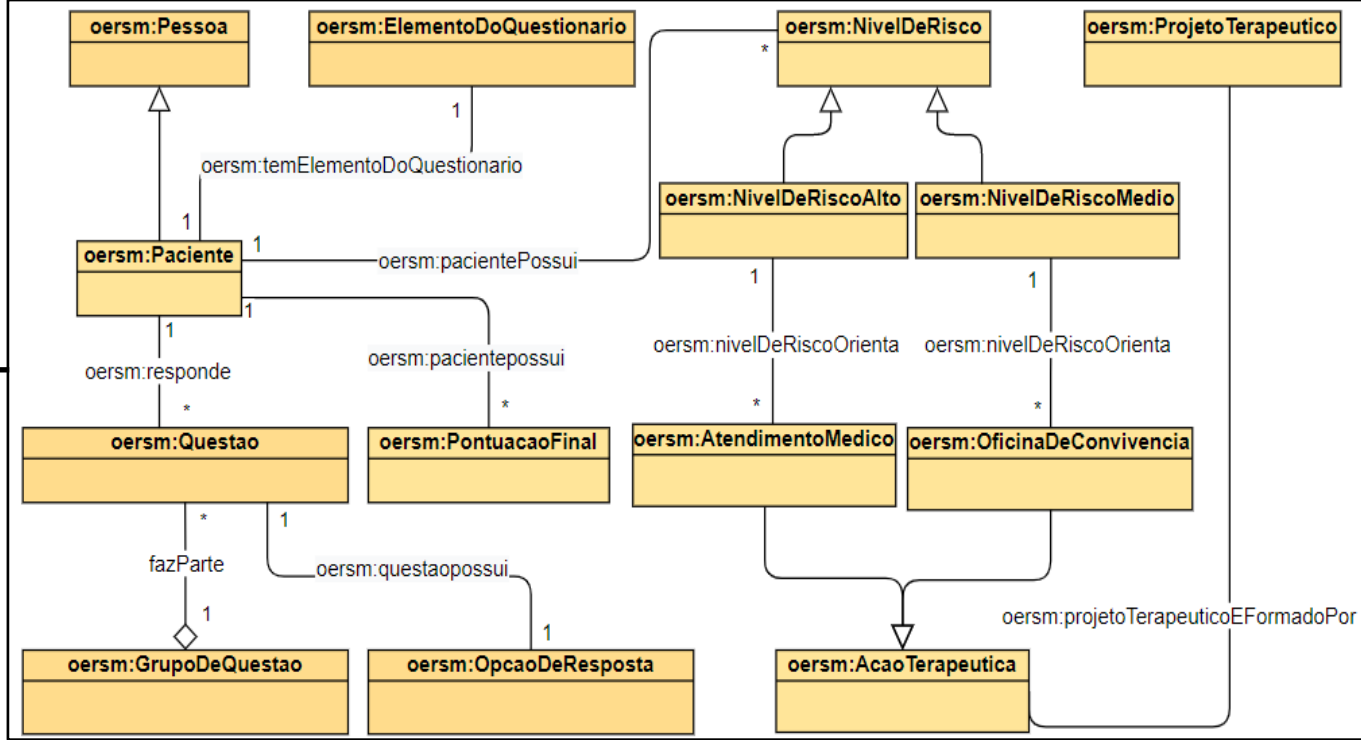 oersm:Pessoa
oersm:ElementoDoQuestionario
oersm:NivelDeRisco
oersm:ProjetoTerapeutico
*
1
oersm:temElementoDoQuestionario
1
oersm:NivelDeRiscoAlto
oersm:NivelDeRiscoMedio
oersm:Paciente
1
oersm:pacientePossui
1
1
1
1
oersm:responde
oersm:pacientepossui
oersm:nivelDeRiscoOrienta
oersm:nivelDeRiscoOrienta
*
*
*
*
oersm:Questao
oersm:PontuacaoFinal
oersm:AtendimentoMedico
oersm:OficinaDeConvivencia
*
1
fazParte
oersm:questaopossui
1
1
oersm:projetoTerapeuticoEFormadoPor
oersm:GrupoDeQuestao
oersm:OpcaoDeResposta
oersm:AcaoTerapeutica